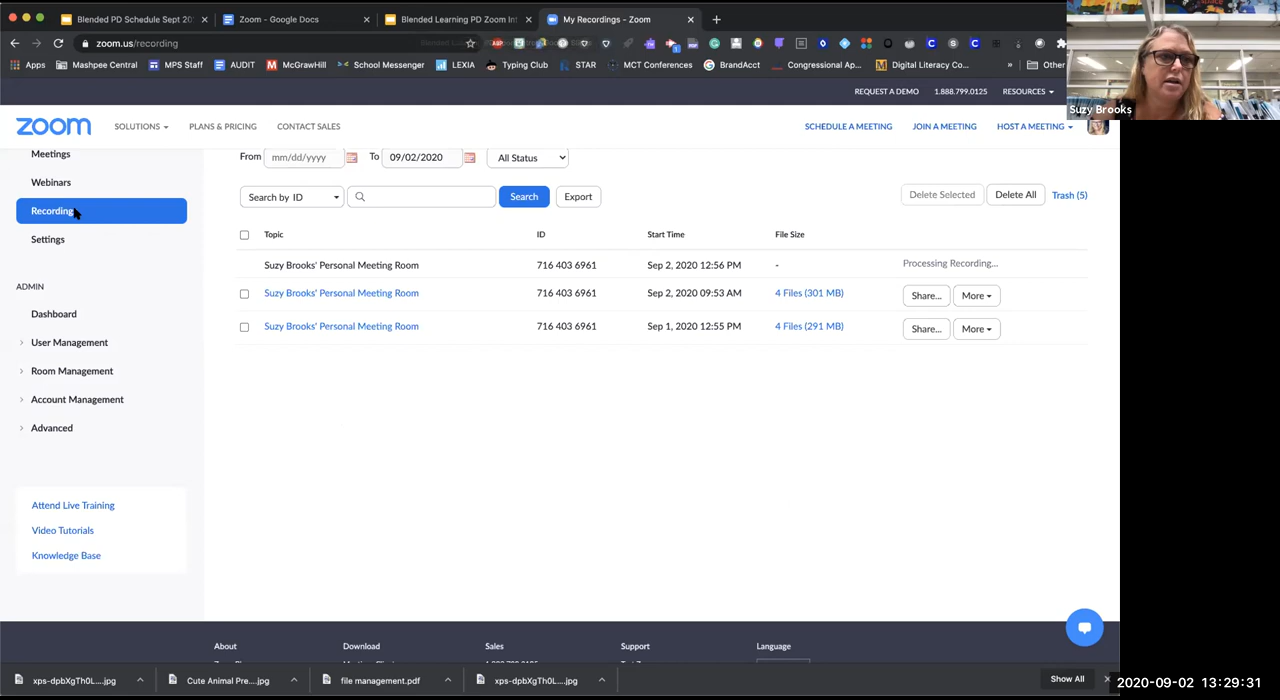 Blended PD Schedule Sept 20
Zoom - Google Docs
Blended Learning PD Zoom Int
My Recordings - Zoom
zoom.us/recording
Apps Mashpee Central MPS Staff AUDIT McGrawHill School Messenger LEXIA Typing Club STAR MCT Conferences BrandAcct Congressional Ap... Digital Literacy Co... » Other
Suzy Brooks
REQUEST A DEMO 1.888.799.0125 RESOURCES
zoom SOLUTIONS PLANS & PRICING CONTACT SALES SCHEDULE A MEETING JOIN A MEETING HOST A MEETING
Meetings
Webinars
Recordings
Settings
ADMIN
Dashboard
User Management
Room Management
Account Management
Advanced
Attend Live Training
Video Tutorials
Knowledge Base
From mm/dd/yyyy To 09/02/2020 All Status
Search by ID Search Export Delete Selected Delete All Trash (5)
Topic ID Start Time File Size
Suzy Brooks' Personal Meeting Room 716 403 6961 Sep 2, 2020 12:56 PM - Processing Recording...
Suzy Brooks' Personal Meeting Room 716 403 6961 Sep 2, 2020 09:53 AM 4 Files (301 MB) Share... More
Suzy Brooks' Personal Meeting Room 716 403 6961 Sep 1, 2020 12:55 PM 4 Files (291 MB) Share... More
About Download Sales Support Language
xps-dpbXgTh0L....jpg Cute Animal Pre....jpg file management.pdf xps-dpbXgTh0L....jpg Show All
2020-09-02 13:29:31